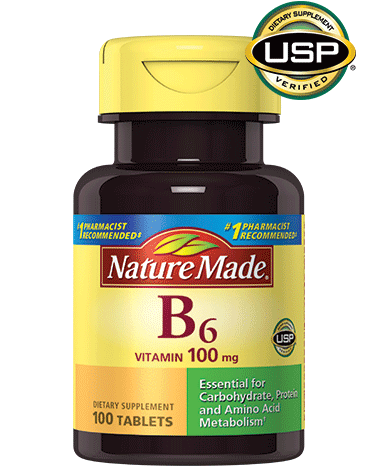 DIETARY SUPPLEMENT
USP
VERIFIED
®
#1 PHARMACIST
RECOMMENDED‡
#1 PHARMACIST
RECOMMENDED‡
Nature Made®
B6
VITAMIN 100 mg
USP
DIETARY SUPPLEMENT
100 TABLETS
Essential for
Carbohydrate, Protein
and Amino Acid
Metabolism†